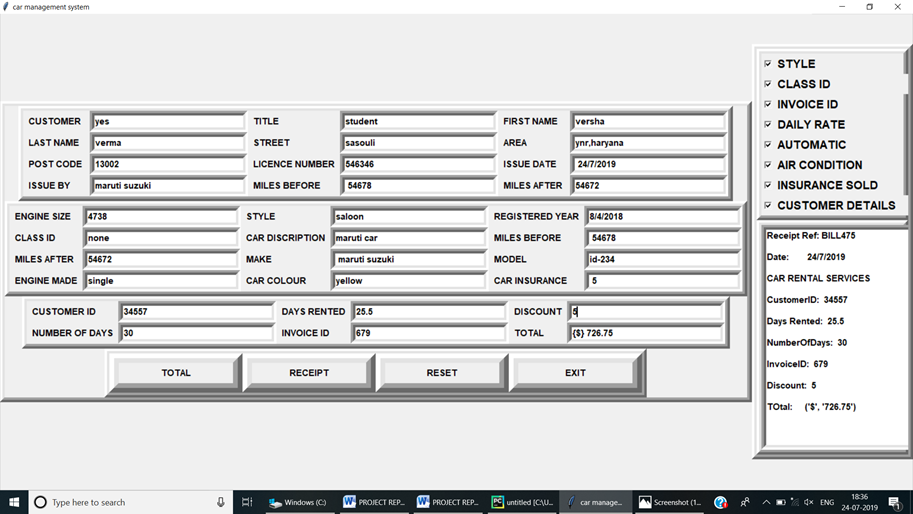 car management system
CUSTOMER yes TITLE student FIRST NAME versha
LAST NAME verma STREET sasouli AREA ynr,haryana
POST CODE 13002 LICENCE NUMBER 546346 ISSUE DATE 24/7/2019
ISSUE BY maruti suzuki MILES BEFORE 54678 MILES AFTER 54672
ENGINE SIZE 4738 STYLE saloon REGISTERED YEAR 8/4/2018
CLASS ID none CAR DISCRIPTION maruti car MILES BEFORE 54678
MILES AFTER 54672 MAKE maruti suzuki MODEL id-234
ENGINE MADE single CAR COLOUR yellow CAR INSURANCE 5
CUSTOMER ID 34557 DAYS RENTED 25.5 DISCOUNT 5
NUMBER OF DAYS 30 INVOICE ID 679 TOTAL {$} 726.75
TOTAL RECEIPT RESET EXIT
STYLE
CLASS ID
INVOICE ID
DAILY RATE
AUTOMATIC
AIR CONDITION
INSURANCE SOLD
CUSTOMER DETAILS
Receipt Ref: BILL475
Date: 24/7/2019
CAR RENTAL SERVICES
CustomerID: 34557
Days Rented: 25.5
NumberOfDays: 30
InvoiceID: 679
Discount: 5
TOtal: ('$', '726.75')
Type here to search Windows (C:) PROJECT REP... PROJECT REP... untitled [C:\U... car manage... Screenshot (1... ENG 18:36
24-07-2019